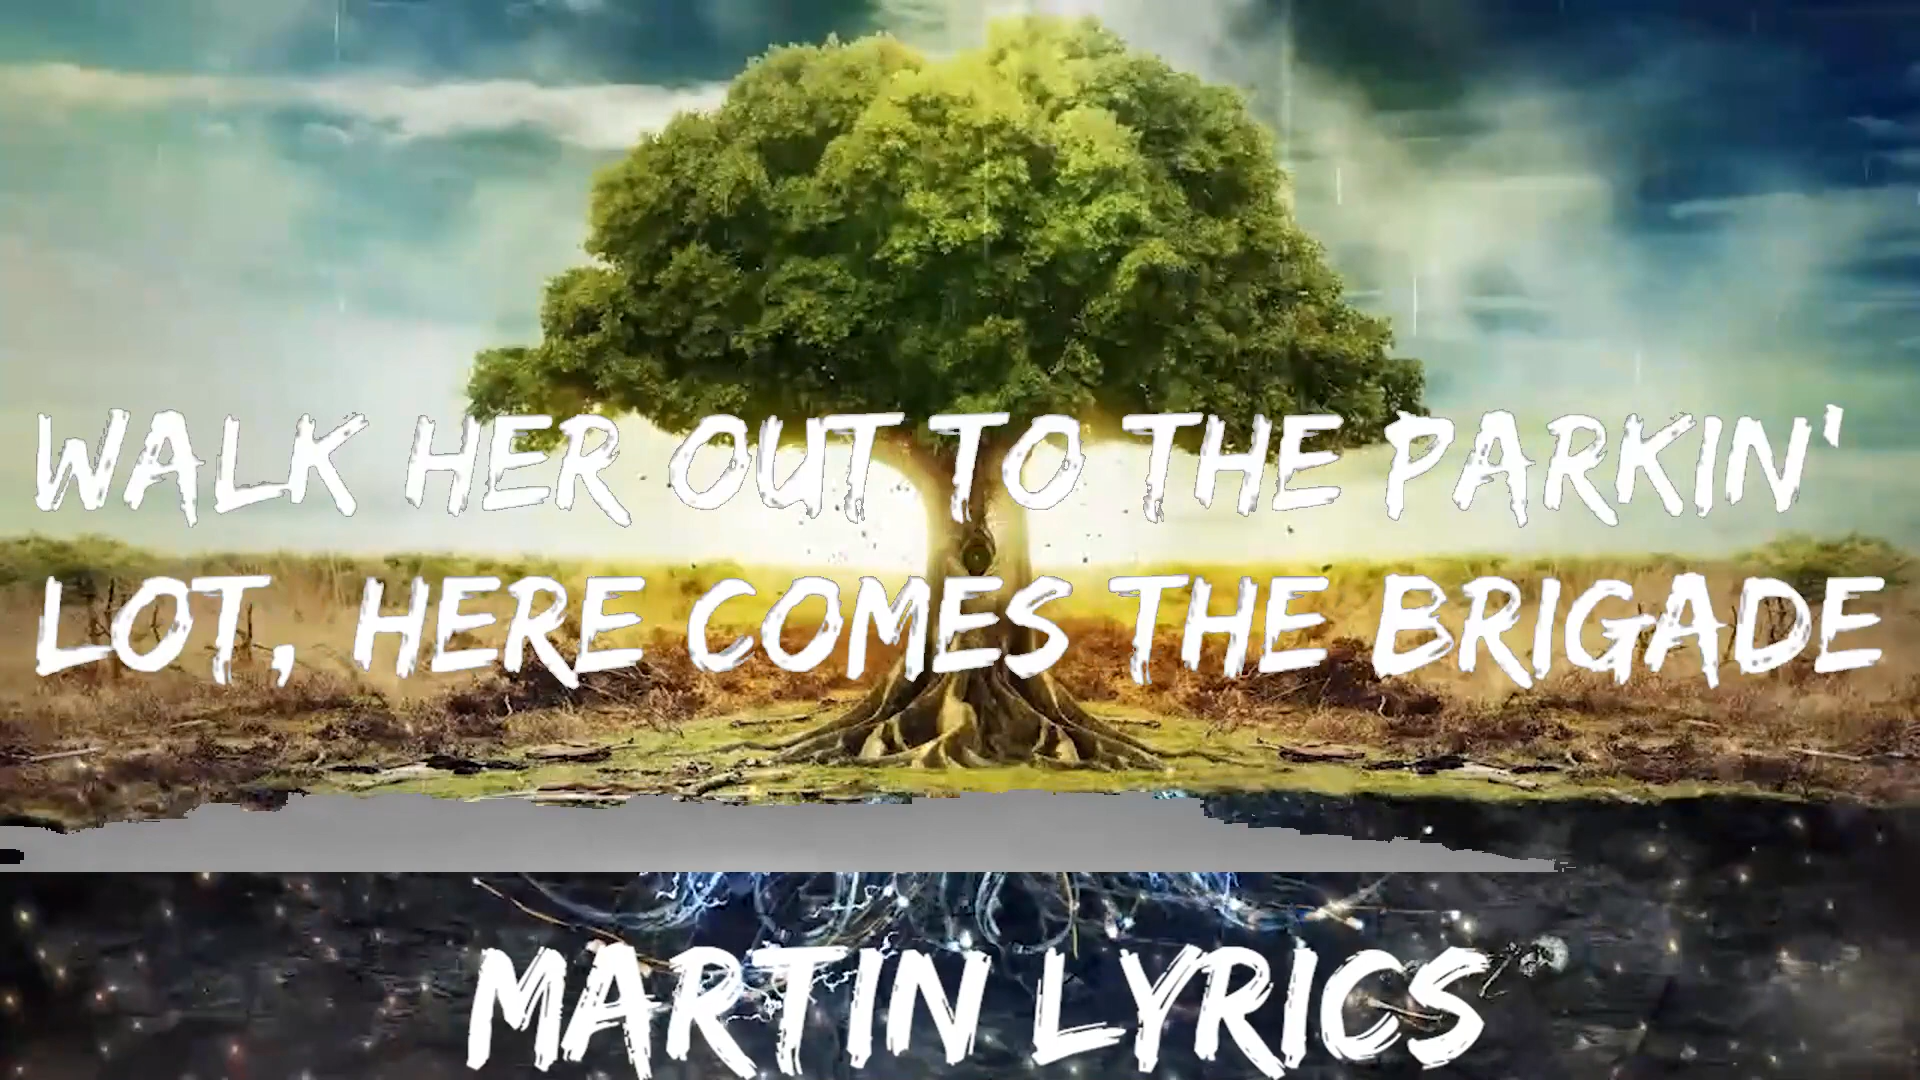 WALK HER OUT TO THE PARKIN'
LOT, HERE COMES THE BRIGADE
MARTIN LYRICS